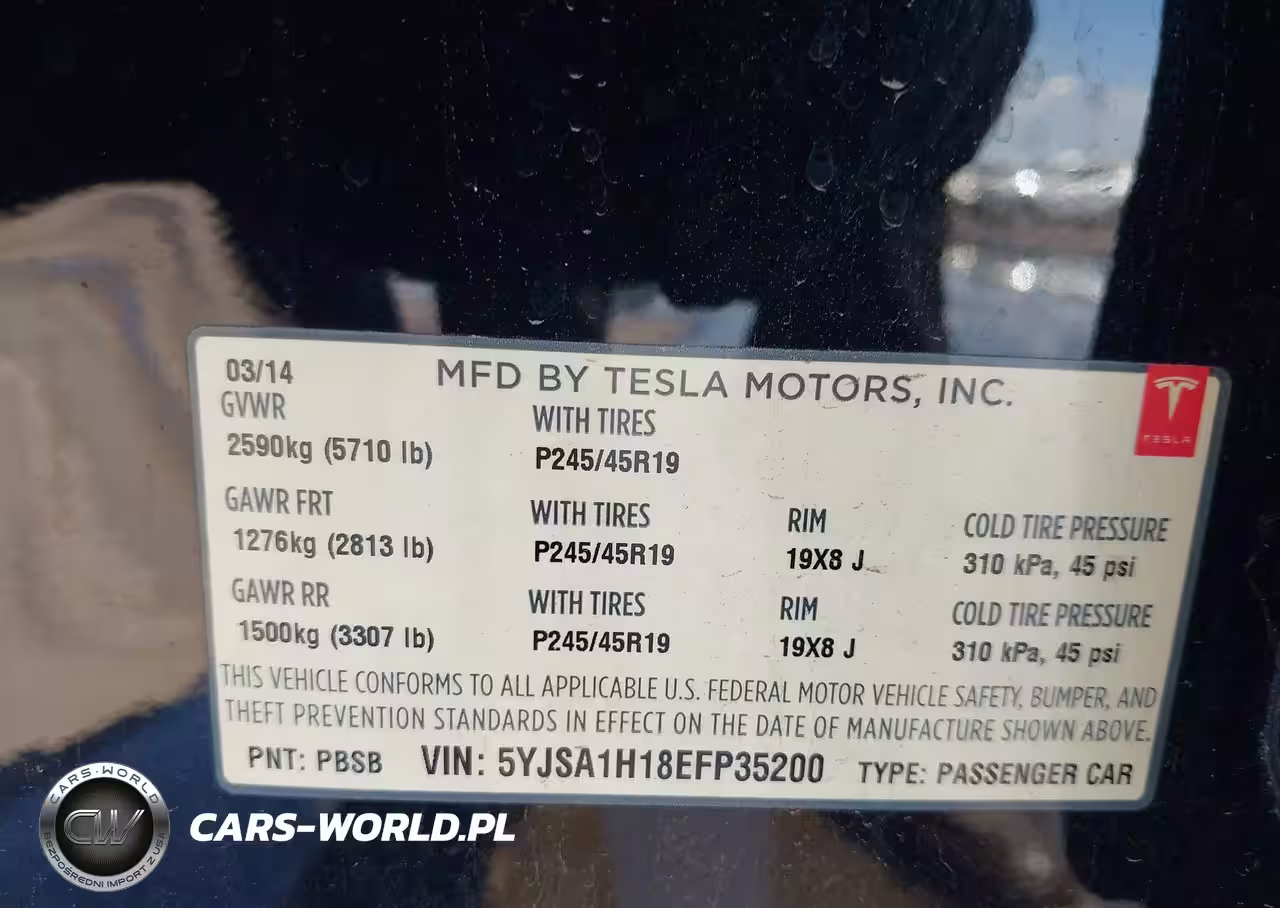 03/14 MFD BY TESLA MOTORS, INC.
TESLA
GVWR WITH TIRES
2590kg (5710 lb) P245/45R19
GAWR FRT WITH TIRES RIM COLD TIRE PRESSURE
1276kg (2813 lb) P245/45R19 19X8 J 310 kPa, 45 psi
GAWR RR WITH TIRES RIM COLD TIRE PRESSURE
1500kg (3307 lb) P245/45R19 19X8 J 310 kPa, 45 psi
THIS VEHICLE CONFORMS TO ALL APPLICABLE U.S. FEDERAL MOTOR VEHICLE SAFETY, BUMPER, AND
THEFT PREVENTION STANDARDS IN EFFECT ON THE DATE OF MANUFACTURE SHOWN ABOVE.
PNT: PBSB VIN: 5YJSA1H18EFP35200 TYPE: PASSENGER CAR
CARS-WORLD
CW
BEZPOŚREDNI IMPORT Z USA
CARS-WORLD.PL